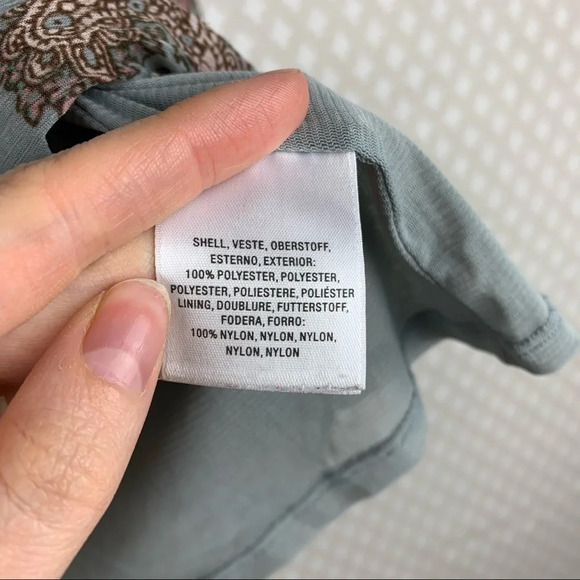 SHELL, VESTE, OBERSTOFF,
ESTERNO, EXTERIOR:
100% POLYESTER, POLYESTER,
POLYESTER, POLIESTERE, POLIÉSTER
LINING, DOUBLURE, FUTTERSTOFF,
FODERA, FORRO:
100% NYLON, NYLON, NYLON,
NYLON, NYLON